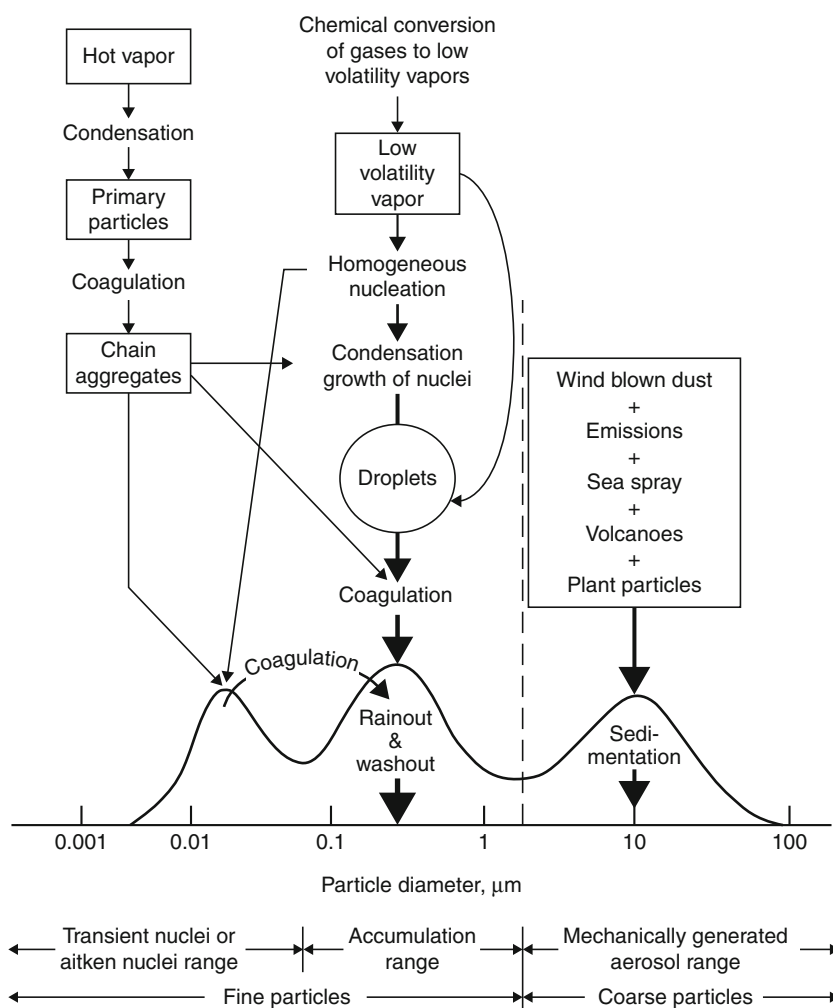 Hot vapor
Condensation
Primary
particles
Coagulation
Chain
aggregates
Chemical conversion
of gases to low
volatility vapors
Low
volatility
vapor
Homogeneous
nucleation
Condensation
growth of nuclei
Droplets
Coagulation
Wind blown dust
+
Emissions
+
Sea spray
+
Volcanoes
+
Plant particles
Coagulation
Rainout
&
washout
Sedi-
mentation
0.001 0.01 0.1 1 10 100
Particle diameter, μm
Transient nuclei or
aitken nuclei range
Accumulation
range
Mechanically generated
aerosol range
Fine particles
Coarse particles